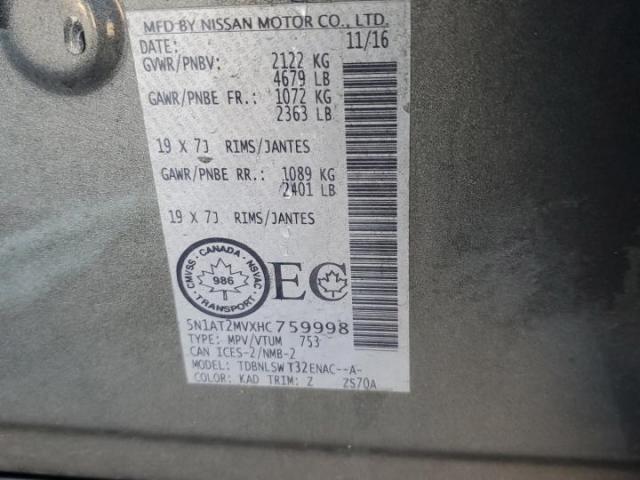 MFD BY NISSAN MOTOR CO., LTD.
DATE: 11/16
GVWR/PNBV: 2122 KG
4679 LB
GAWR/PNBE FR.: 1072 KG
2363 LB
19 X 7J RIMS/JANTES
GAWR/PNBE RR.: 1089 KG
2401 LB
19 X 7J RIMS/JANTES
CMVSS - CANADA - NSVAC
986
TRANSPORT
EC
5N1AT2MVXHC759998
TYPE: MPV/VTUM 753
CAN ICES-2/NMB-2
MODEL: TDBNLSW T32ENAC--A-
COLOR: KAD TRIM: Z ZS70A